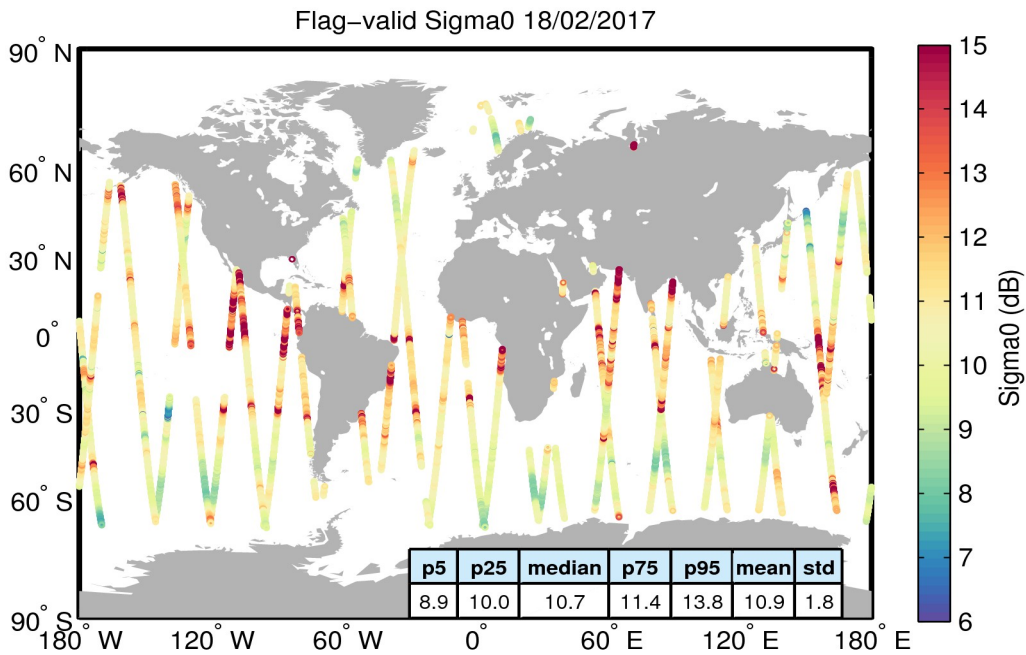 Flag−valid Sigma0 18/02/2017
90° N
60° N
30° N
0°
30° S
60° S
90° S
180° W
120° W
60° W
0°
60° E
120° E
180° E
15
14
13
12
11
10
9
8
7
6
Sigma0 (dB)
p5 p25 median p75 p95 mean std
8.9 10.0 10.7 11.4 13.8 10.9 1.8